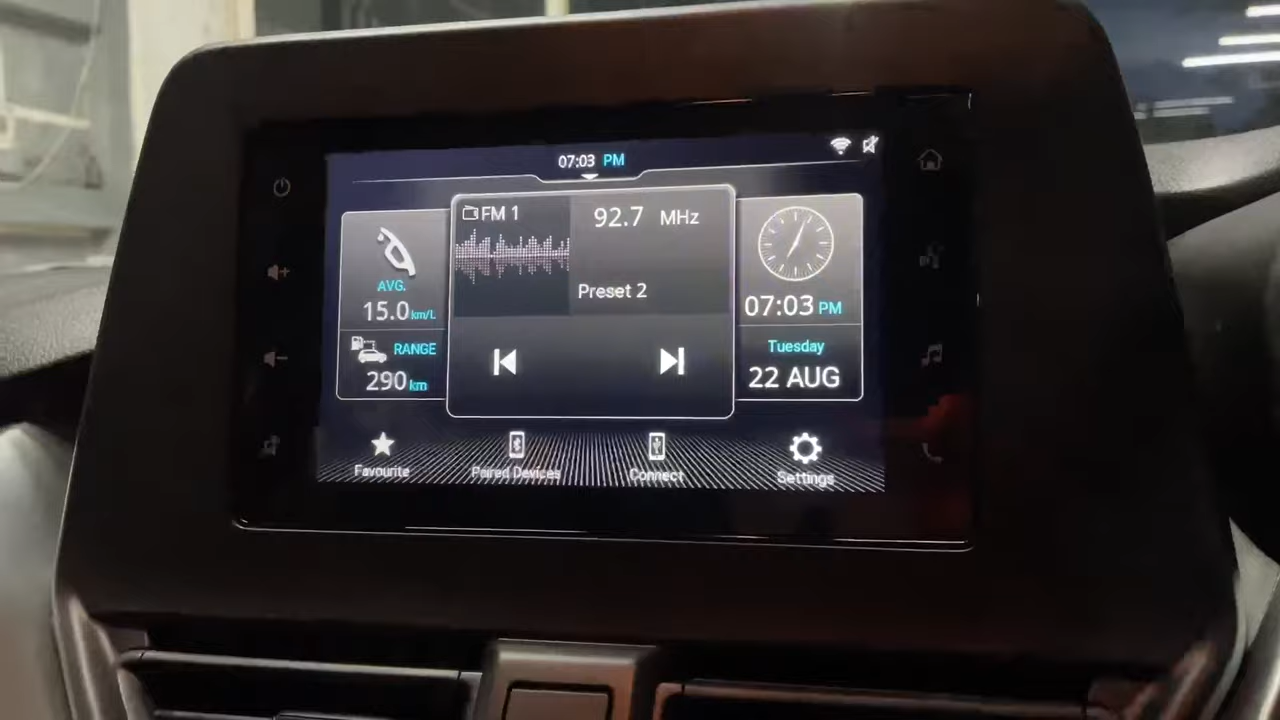 07:03 PM
AVG.
15.0 km/L
RANGE
290 km
FM 1
92.7 MHz
Preset 2
07:03 PM
Tuesday
22 AUG
Favourite
Paired Devices
Connect
Settings